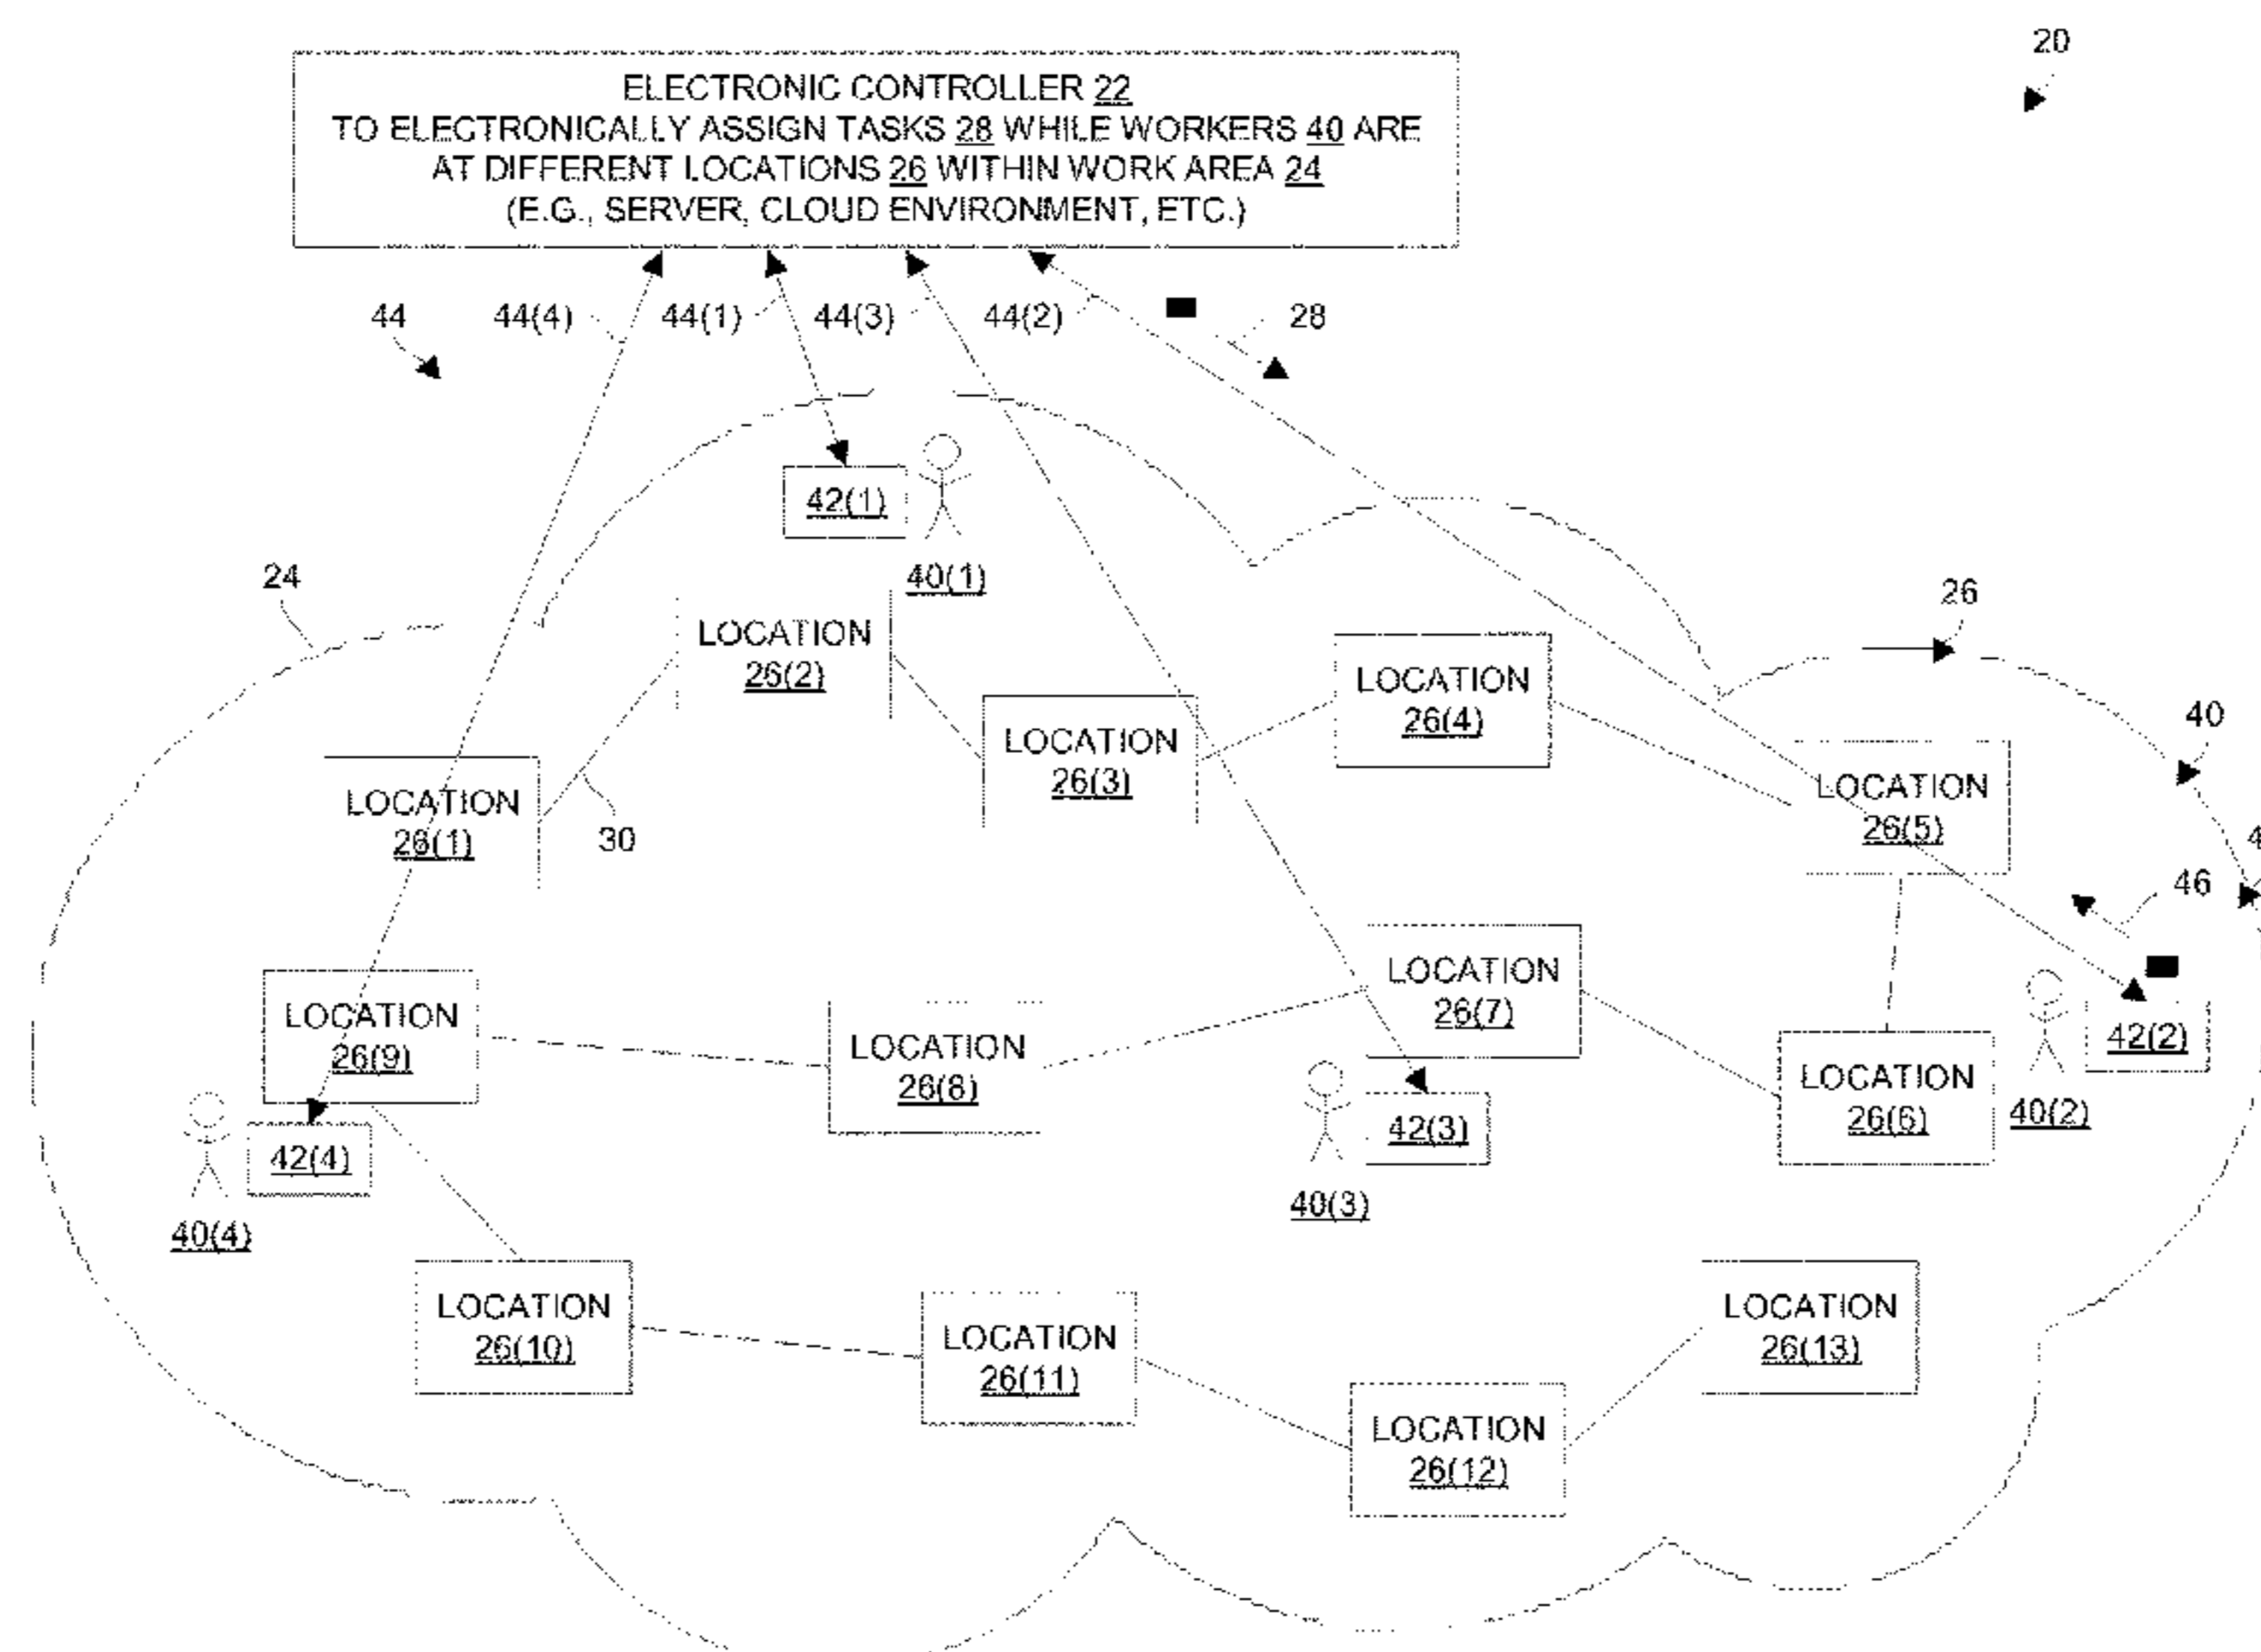 20
ELECTRONIC CONTROLLER 22
TO ELECTRONICALLY ASSIGN TASKS 28 WHILE WORKERS 40 ARE
AT DIFFERENT LOCATIONS 26 WITHIN WORK AREA 24
(E.G., SERVER, CLOUD ENVIRONMENT, ETC.)
44
44(4)
44(1)
44(3)
44(2)
28
42(1)
40(1)
24
26
LOCATION
26(2)
LOCATION
26(4)
40
LOCATION
26(3)
LOCATION
26(1)
30
LOCATION
26(5)
46
LOCATION
26(7)
LOCATION
26(9)
LOCATION
26(8)
42(2)
LOCATION
26(6)
40(2)
42(3)
42(4)
40(3)
40(4)
LOCATION
26(10)
LOCATION
26(11)
LOCATION
26(13)
LOCATION
26(12)